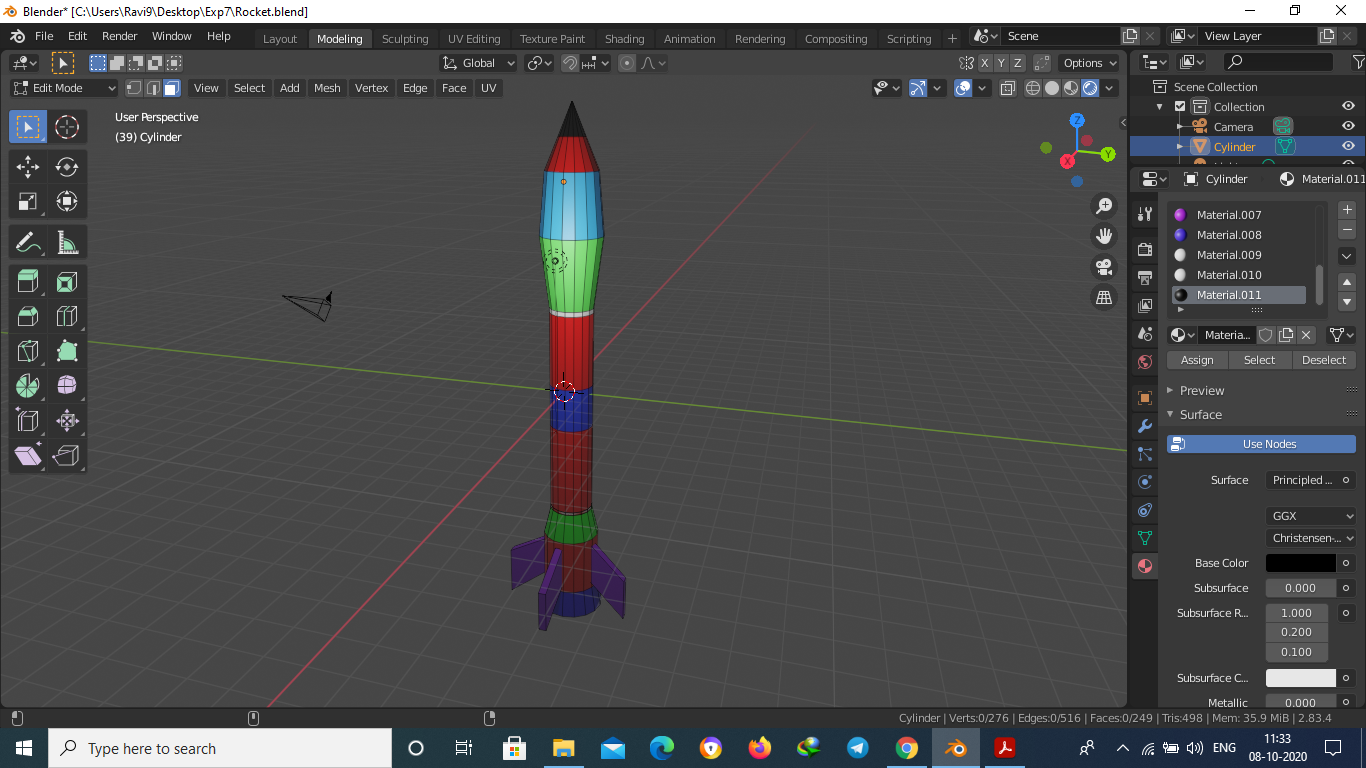 Blender* [C:\Users\Ravi9\Desktop\Exp7\Rocket.blend]
File Edit Render Window Help Layout Modeling Sculpting UV Editing Texture Paint Shading Animation Rendering Compositing Scripting + Scene View Layer
Global X Y Z Options
Edit Mode View Select Add Mesh Vertex Edge Face UV
User Perspective
(39) Cylinder
Z
Y
X
Scene Collection
Collection
Camera
Cylinder
Cylinder Material.011
Material.007
Material.008
Material.009
Material.010
Material.011
Materia...
Assign Select Deselect
Preview
Surface
Use Nodes
Surface Principled ...
GGX
Christensen-...
Base Color
Subsurface 0.000
Subsurface R... 1.000
0.200
0.100
Subsurface C...
Metallic 0.000
Cylinder | Verts:0/276 | Edges:0/516 | Faces:0/249 | Tris:498 | Mem: 35.9 MiB | 2.83.4
Type here to search
ENG
11:33
08-10-2020